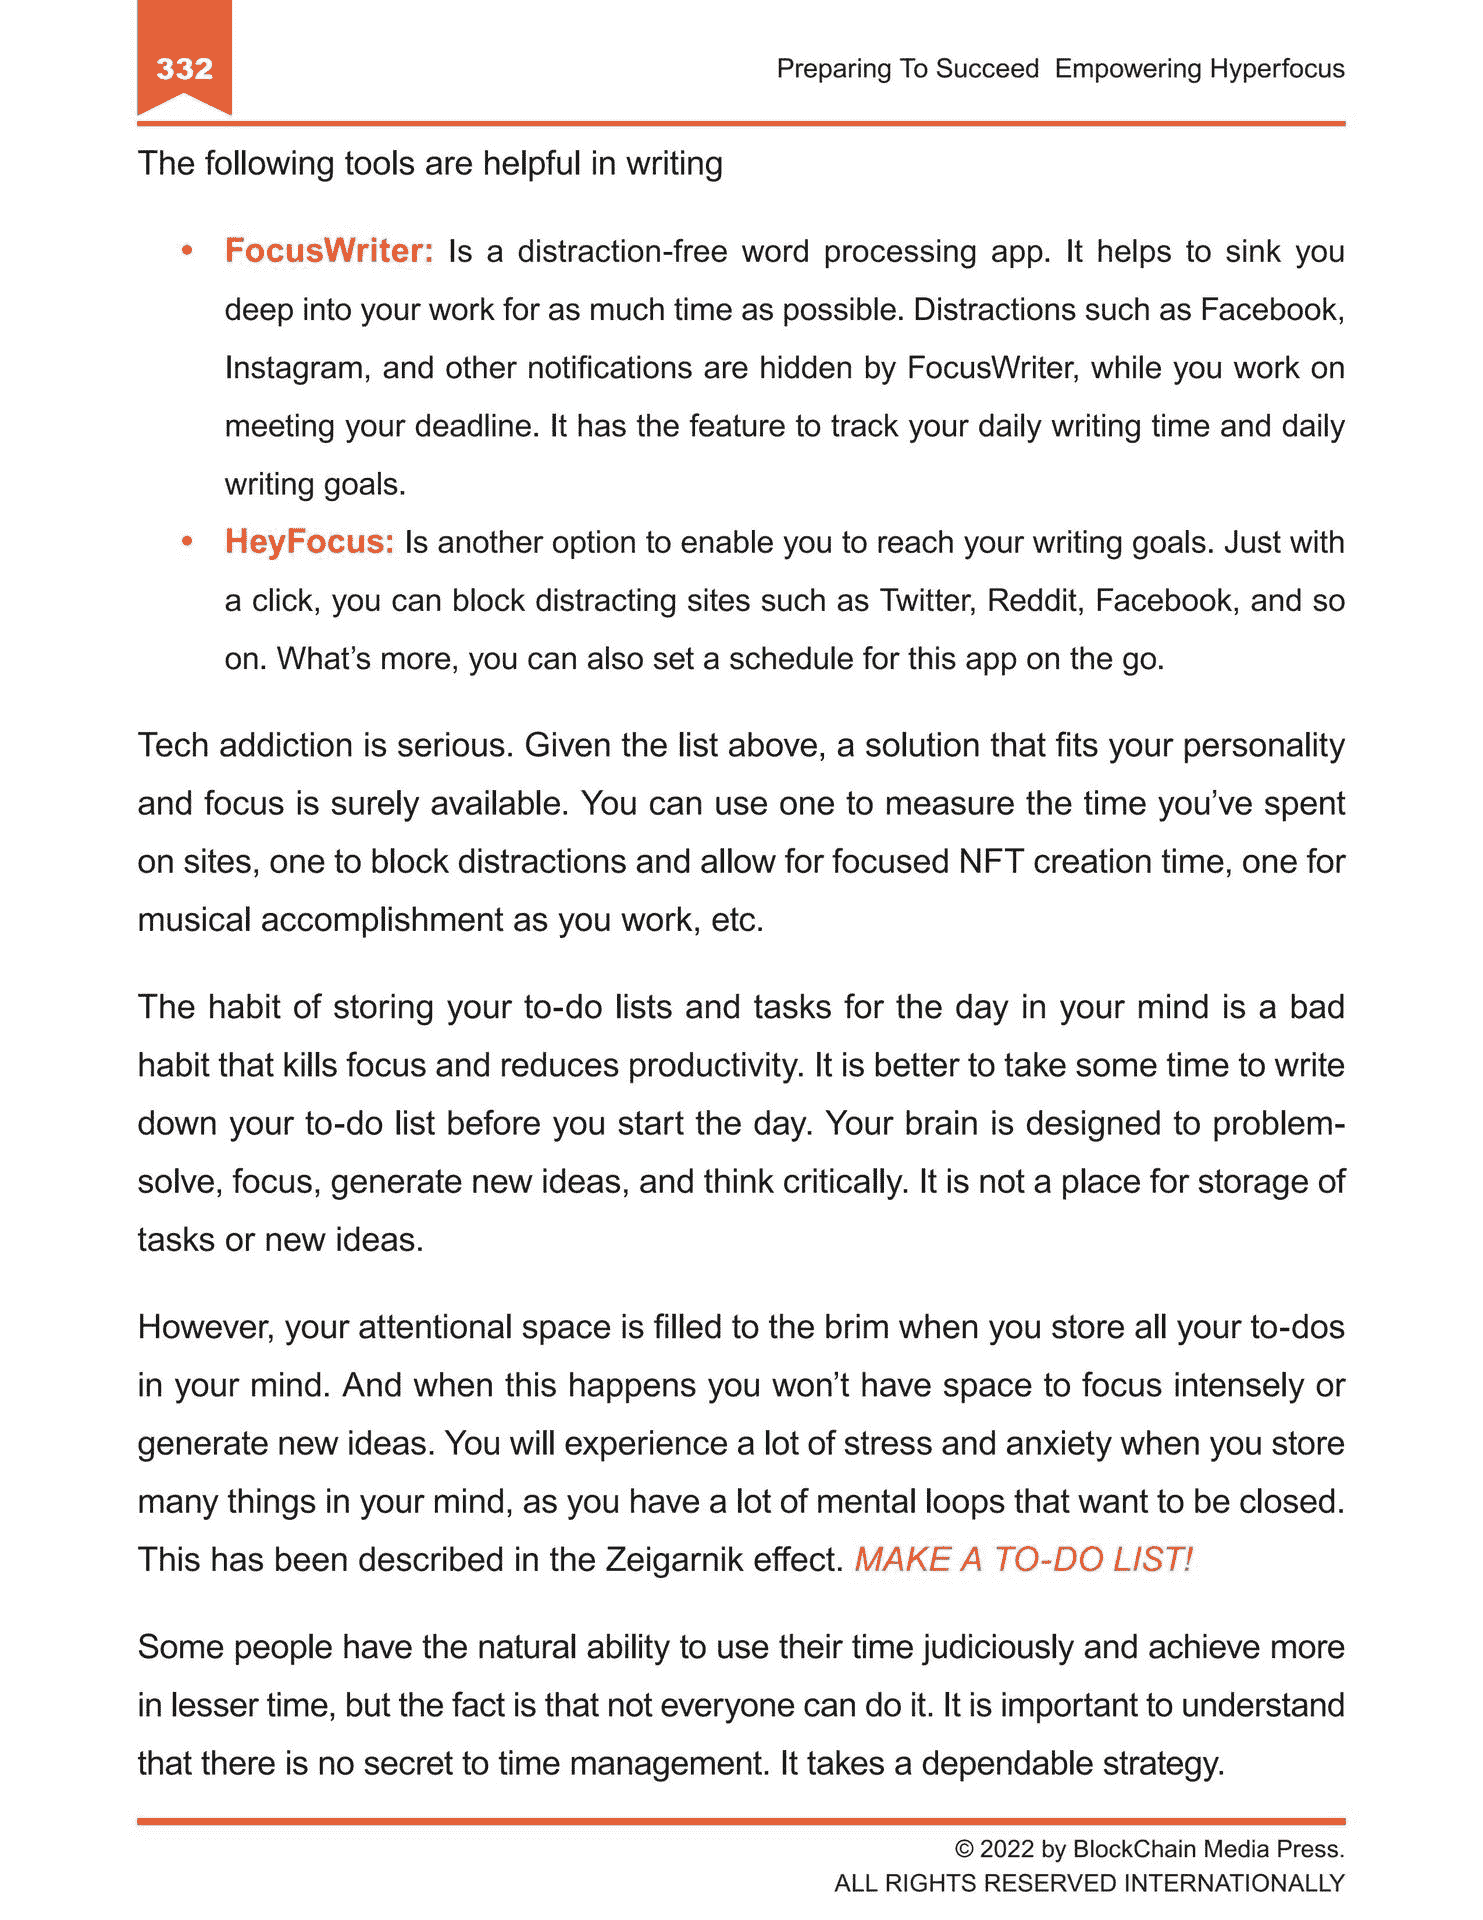 332
Preparing To Succeed  Empowering Hyperfocus
The following tools are helpful in writing
• FocusWriter: Is a distraction-free word processing app. It helps to sink you
deep into your work for as much time as possible. Distractions such as Facebook,
Instagram, and other notifications are hidden by FocusWriter, while you work on
meeting your deadline. It has the feature to track your daily writing time and daily
writing goals.
• HeyFocus: Is another option to enable you to reach your writing goals. Just with
a click, you can block distracting sites such as Twitter, Reddit, Facebook, and so
on. What’s more, you can also set a schedule for this app on the go.
Tech addiction is serious. Given the list above, a solution that fits your personality
and focus is surely available. You can use one to measure the time you’ve spent
on sites, one to block distractions and allow for focused NFT creation time, one for
musical accomplishment as you work, etc.
The habit of storing your to-do lists and tasks for the day in your mind is a bad
habit that kills focus and reduces productivity. It is better to take some time to write
down your to-do list before you start the day. Your brain is designed to problem-
solve, focus, generate new ideas, and think critically. It is not a place for storage of
tasks or new ideas.
However, your attentional space is filled to the brim when you store all your to-dos
in your mind. And when this happens you won’t have space to focus intensely or
generate new ideas. You will experience a lot of stress and anxiety when you store
many things in your mind, as you have a lot of mental loops that want to be closed.
This has been described in the Zeigarnik effect. MAKE A TO-DO LIST!
Some people have the natural ability to use their time judiciously and achieve more
in lesser time, but the fact is that not everyone can do it. It is important to understand
that there is no secret to time management. It takes a dependable strategy.
© 2022 by BlockChain Media Press.
ALL RIGHTS RESERVED INTERNATIONALLY